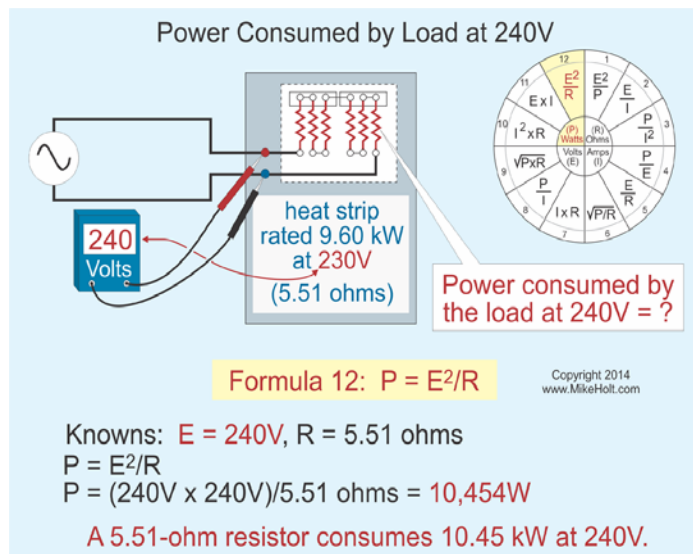 Power Consumed by Load at 240V
12
1
2
3
4
5
6
7
8
9
10
11
E²/R
E²/P
E/I
P/I²
P/E
E/R
√P/R
I x R
P/I
√PxR
I² x R
E x I
(P)
Watts
(R)
Ohms
Volts
(E)
Amps
(I)
240
Volts
heat strip
rated 9.60 kW
at 230V
(5.51 ohms)
Power consumed by
the load at 240V = ?
Formula 12: P = E²/R
Copyright 2014
www.MikeHolt.com
Knowns: E = 240V, R = 5.51 ohms
P = E²/R
P = (240V x 240V)/5.51 ohms = 10,454W
A 5.51-ohm resistor consumes 10.45 kW at 240V.